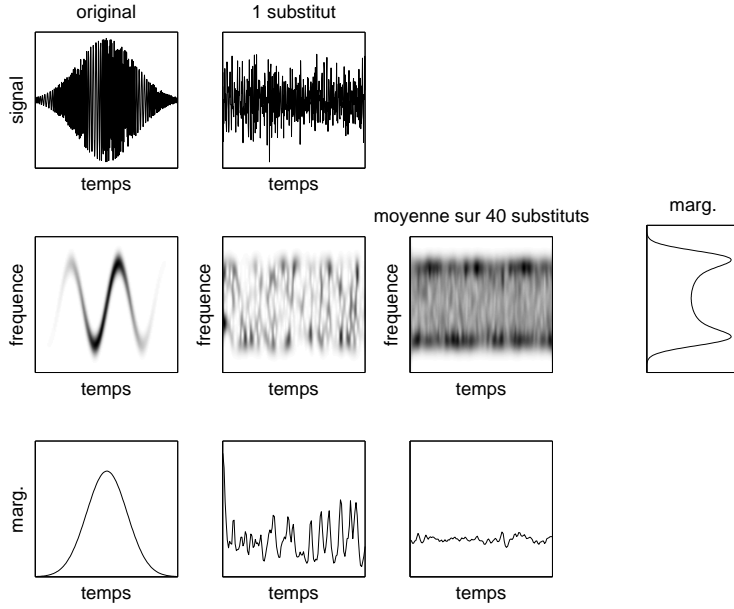 original
1 substitut
signal
temps
temps
moyenne sur 40 substituts
marg.
frequence
frequence
frequence
temps
temps
temps
marg.
temps
temps
temps